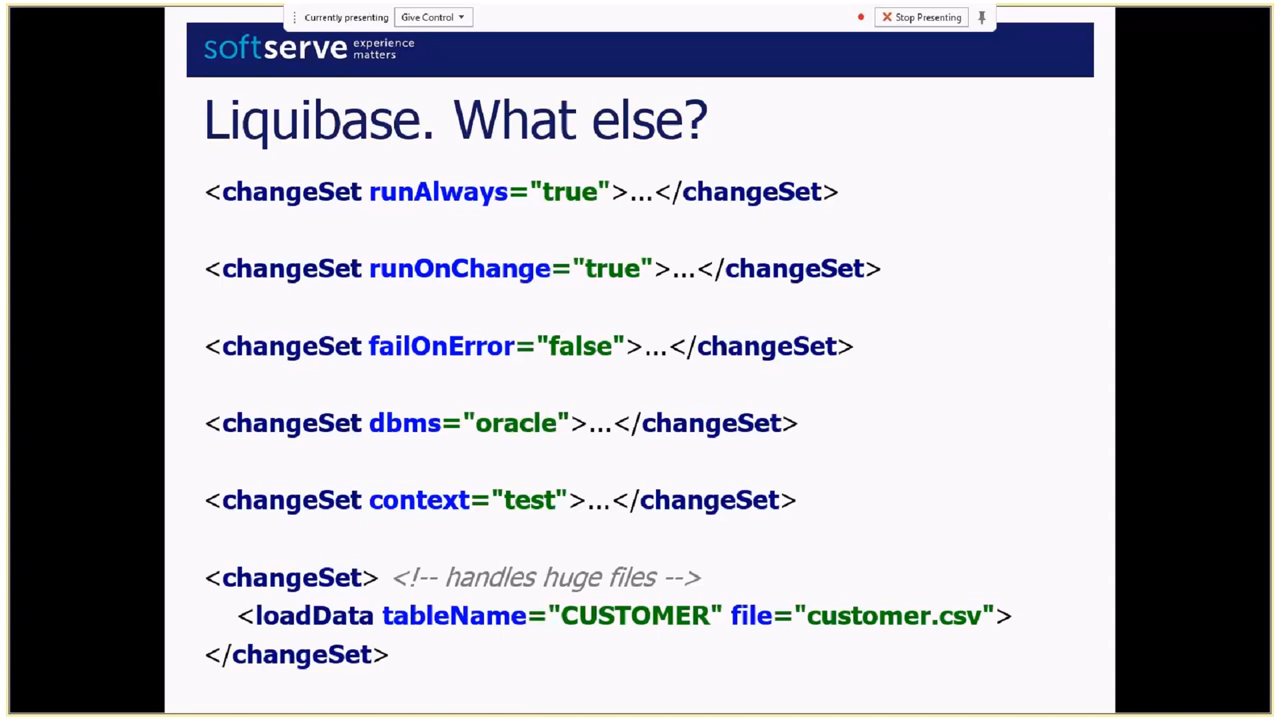 Currently presenting Give Control Stop Presenting
softserve experience matters
Liquibase. What else?
<changeSet runAlways="true">...</changeSet>
<changeSet runOnChange="true">...</changeSet>
<changeSet failOnError="false">...</changeSet>
<changeSet dbms="oracle">...</changeSet>
<changeSet context="test">...</changeSet>
<changeSet> <!-- handles huge files -->
<loadData tableName="CUSTOMER" file="customer.csv">
</changeSet>